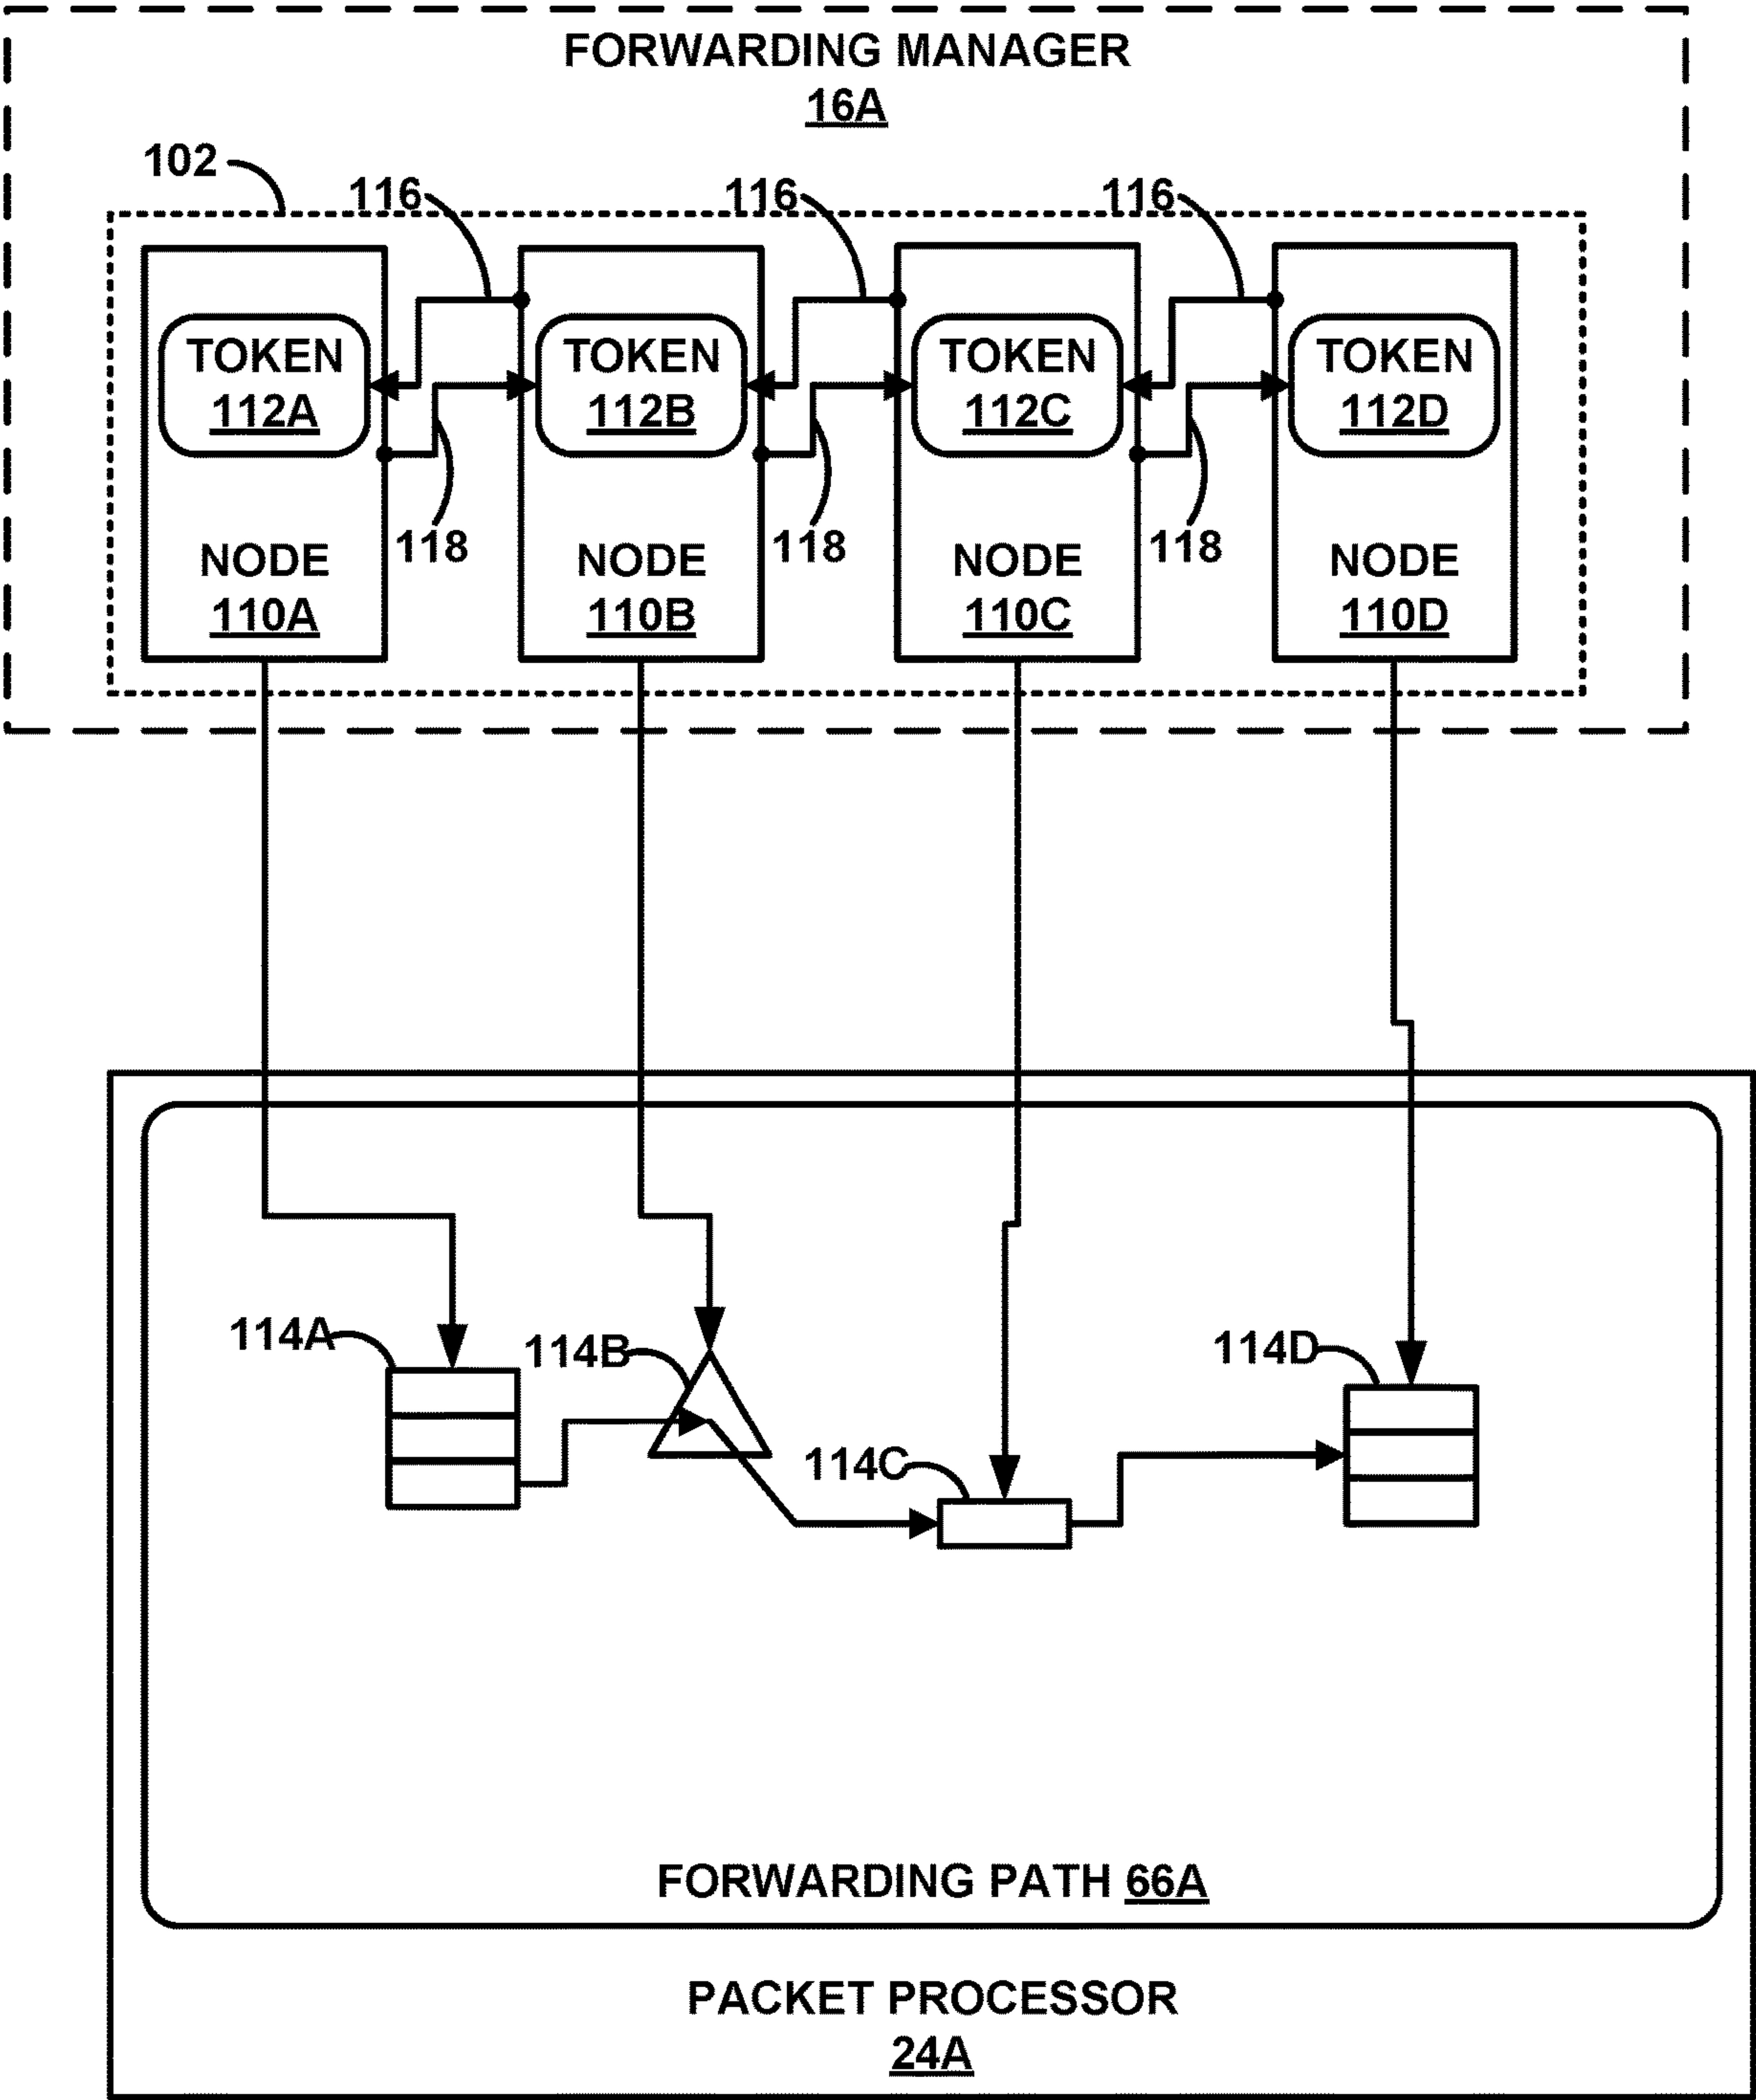 FORWARDING MANAGER
16A
102
116
116
116
TOKEN
112A
TOKEN
112B
TOKEN
112C
TOKEN
112D
118
118
118
NODE
110A
NODE
110B
NODE
110C
NODE
110D
114A
114B
114C
114D
FORWARDING PATH 66A
PACKET PROCESSOR
24A